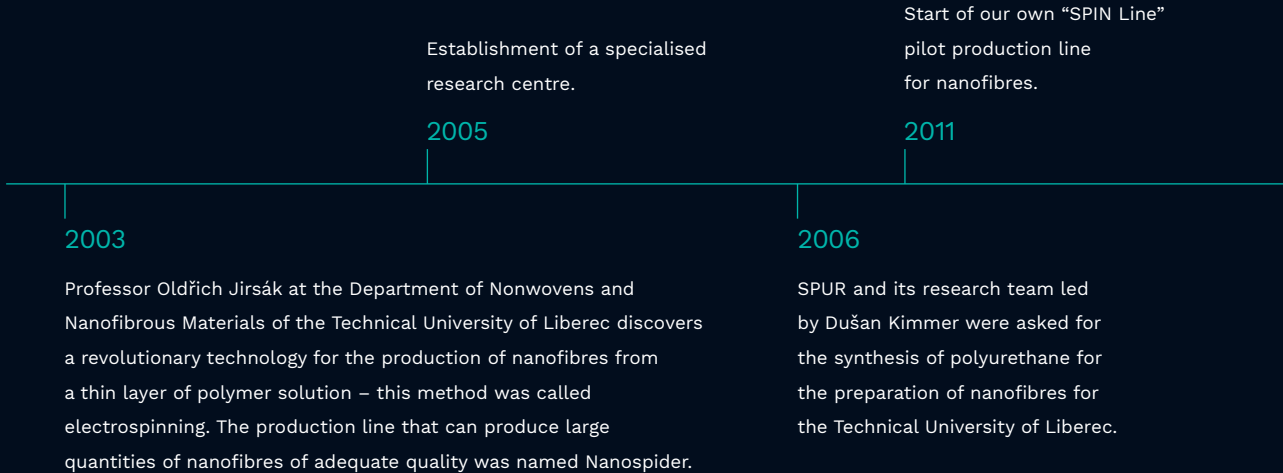 Start of our own “SPIN Line”
pilot production line
for nanofibres.
Establishment of a specialised
research centre.
2005
2011
2003
Professor Oldřich Jirsák at the Department of Nonwovens and
Nanofibrous Materials of the Technical University of Liberec discovers
a revolutionary technology for the production of nanofibres from
a thin layer of polymer solution – this method was called
electrospinning. The production line that can produce large
quantities of nanofibres of adequate quality was named Nanospider.
2006
SPUR and its research team led
by Dušan Kimmer were asked for
the synthesis of polyurethane for
the preparation of nanofibres for
the Technical University of Liberec.